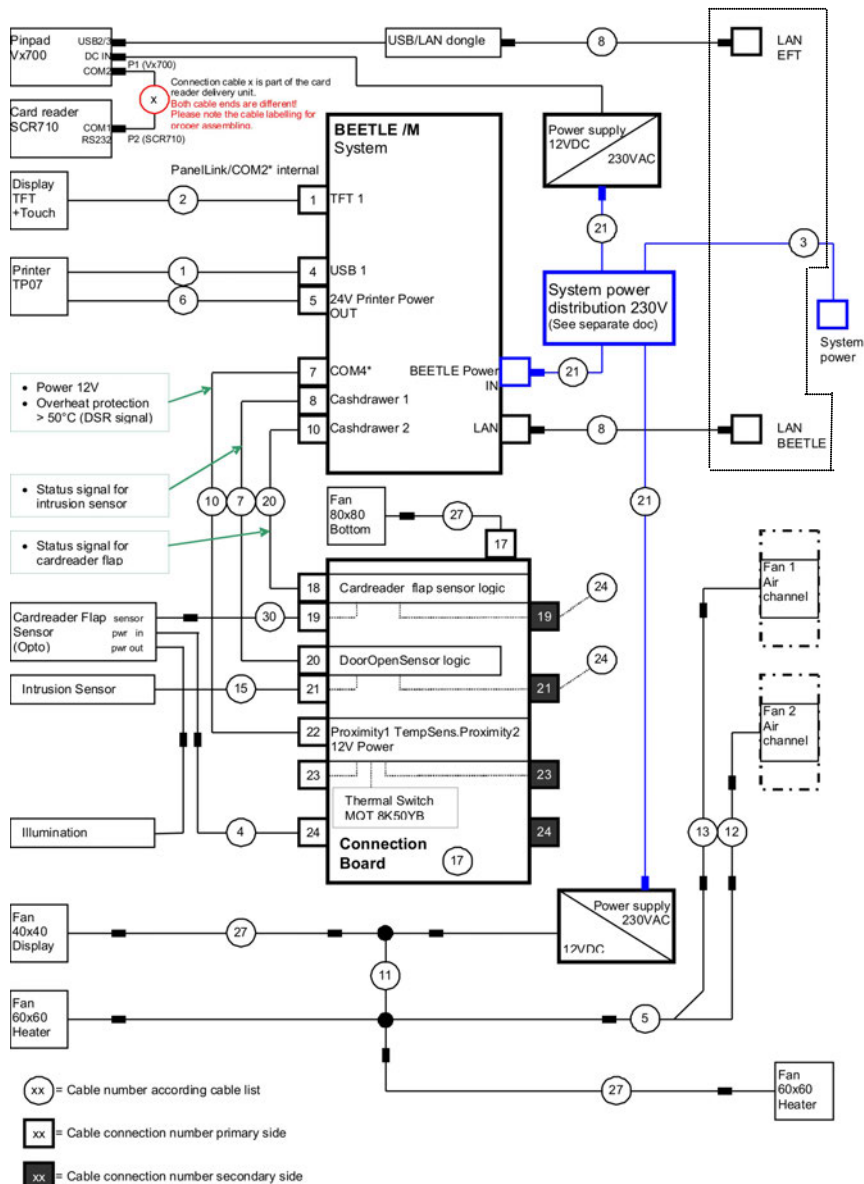 Pinpad
Vx700
USB2/3
DC IN
COM2
P1 (Vx700)
USB/LAN dongle
8
LAN
EFT
x
Connection cable x is part of the card
reader delivery unit.
Both cable ends are different!
Please note the cable labelling for
proper assembling.
Card reader
SCR710
COM1
RS232
P2 (SCR710)
BEETLE /M
System
Power supply
12VDC
230VAC
PanelLink/COM2* internal
Display
TFT
+Touch
2
1
TFT 1
21
3
Printer
TP07
1
6
4
USB 1
5
24V Printer Power
OUT
System power
distribution 230V
(See separate doc)
System
power
7
COM4*
BEETLE Power
IN
21
8
Cashdrawer 1
10
Cashdrawer 2
LAN
8
LAN
BEETLE
• Power 12V
• Overheat protection
> 50°C (DSR signal)
• Status signal for
intrusion sensor
• Status signal for
cardreader flap
10
7
20
Fan
80x80
Bottom
27
17
21
18
Cardreader flap sensor logic
24
Cardreader Flap
Sensor
(Opto)
sensor
pwr in
pwr out
30
19
19
20
DoorOpenSensor logic
24
Intrusion Sensor
15
21
21
22
Proximity1 TempSens.Proximity2
12V Power
23
23
Thermal Switch
MOT 8K50YB
Illumination
4
24
24
Connection
Board
17
Fan 1
Air
channel
Fan 2
Air
channel
13
12
Power supply
230VAC
12VDC
Fan
40x40
Display
27
11
Fan
60x60
Heater
5
27
Fan
60x60
Heater
xx = Cable number according cable list
xx = Cable connection number primary side
xx = Cable connection number secondary side